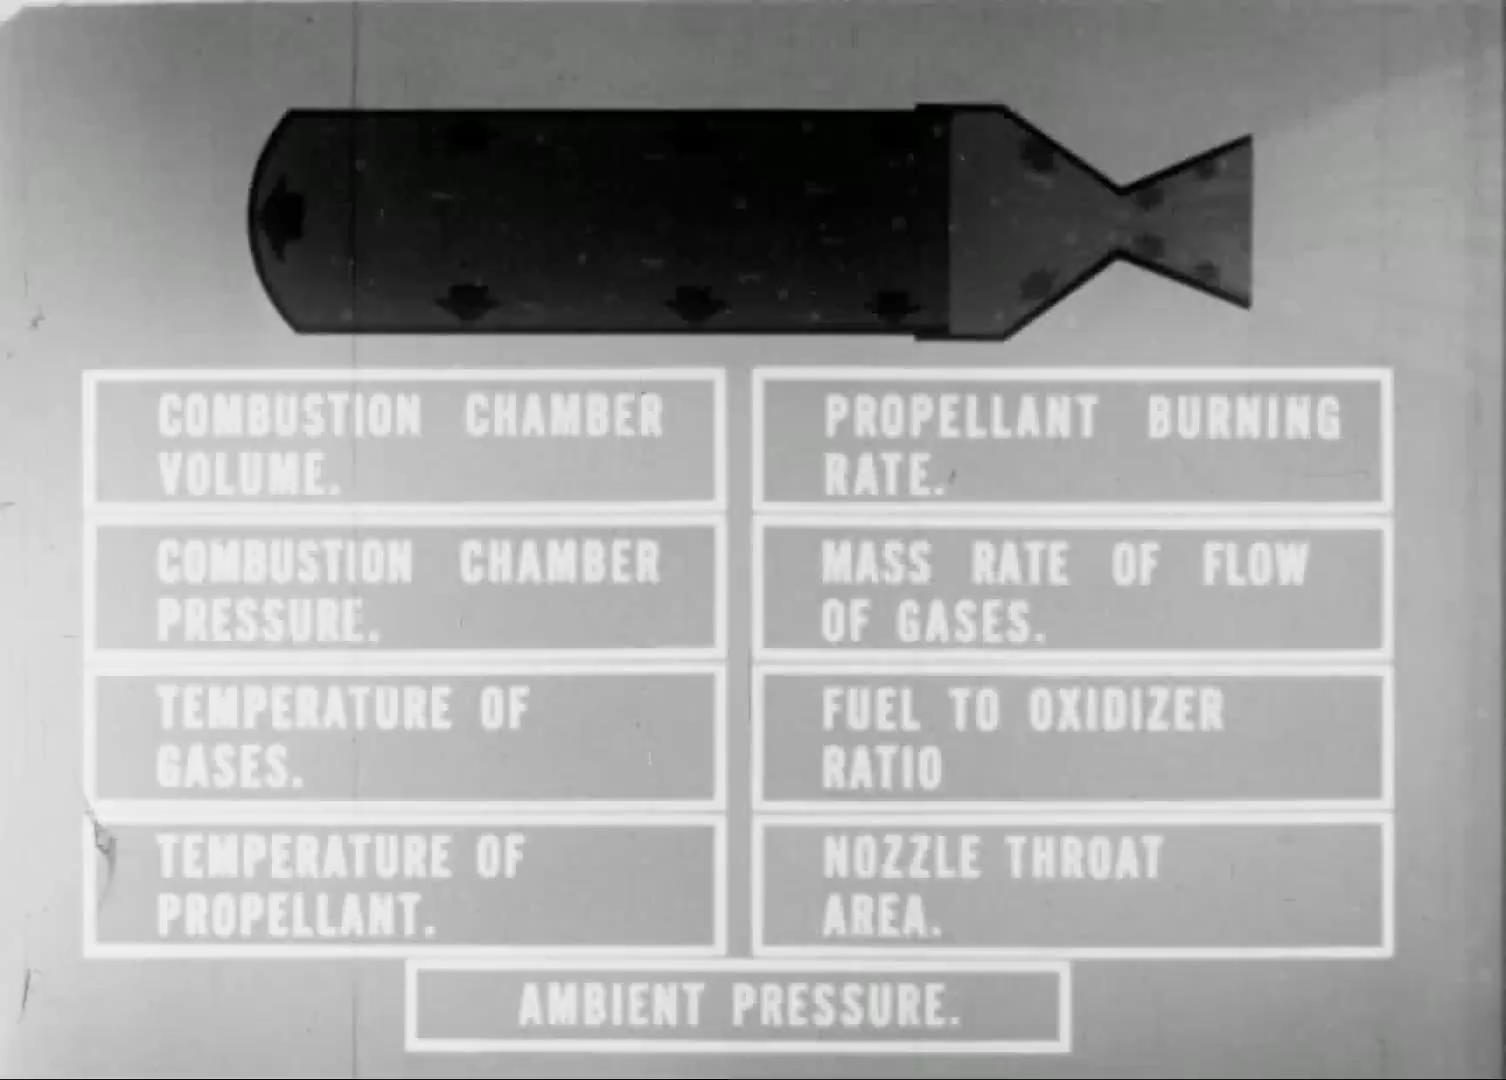 COMBUSTION CHAMBER
VOLUME.
COMBUSTION CHAMBER
PRESSURE.
TEMPERATURE OF
GASES.
TEMPERATURE OF
PROPELLANT.
PROPELLANT BURNING
RATE.
MASS RATE OF FLOW
OF GASES.
FUEL TO OXIDIZER
RATIO
NOZZLE THROAT
AREA.
AMBIENT PRESSURE.